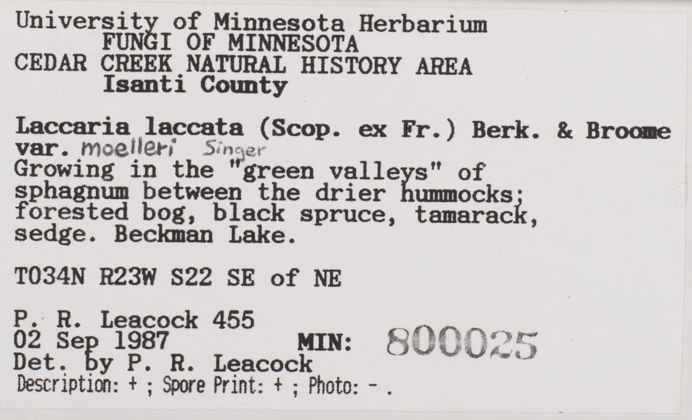 University of Minnesota Herbarium
FUNGI OF MINNESOTA
CEDAR CREEK NATURAL HISTORY AREA
Isanti County
Laccaria laccata (Scop. ex Fr.) Berk. & Broome
var. moelleri Singer
Growing in the "green valleys" of
sphagnum between the drier hummocks;
forested bog, black spruce, tamarack,
sedge. Beckman Lake.
T034N R23W S22 SE of NE
P. R. Leacock 455
02 Sep 1987 MIN: 800025
Det. by P. R. Leacock
Description: + ; Spore Print: + ; Photo: - .